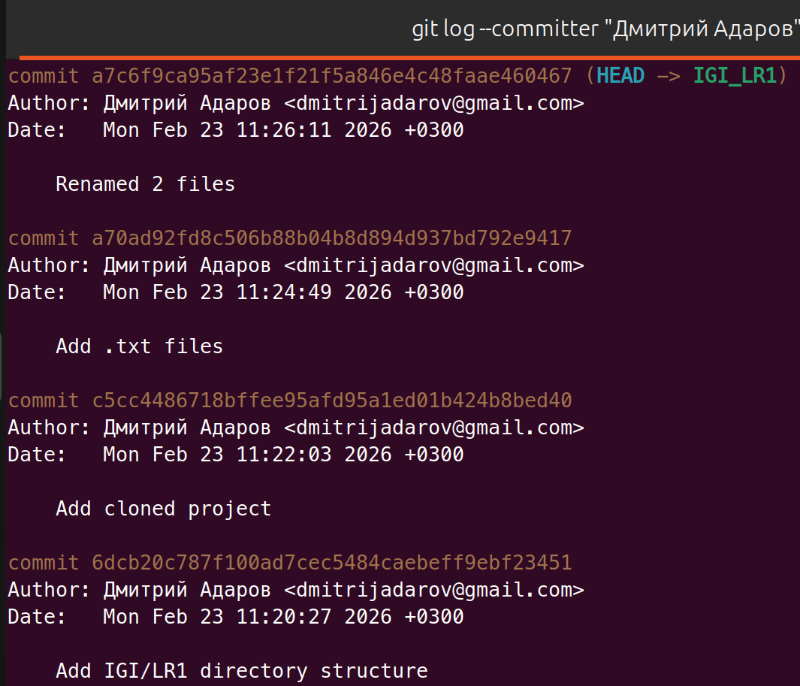 git log --committer "Дмитрий Адаров"
commit a7c6f9ca95af23e1f21f5a846e4c48faae460467 (HEAD -> IGI_LR1)
Author: Дмитрий Адаров <dmitrijadarov@gmail.com>
Date:   Mon Feb 23 11:26:11 2026 +0300
Renamed 2 files
commit a70ad92fd8c506b88b04b8d894d937bd792e9417
Author: Дмитрий Адаров <dmitrijadarov@gmail.com>
Date:   Mon Feb 23 11:24:49 2026 +0300
Add .txt files
commit c5cc4486718bffee95afd95a1ed01b424b8bed40
Author: Дмитрий Адаров <dmitrijadarov@gmail.com>
Date:   Mon Feb 23 11:22:03 2026 +0300
Add cloned project
commit 6dcb20c787f100ad7cec5484caebeff9ebf23451
Author: Дмитрий Адаров <dmitrijadarov@gmail.com>
Date:   Mon Feb 23 11:20:27 2026 +0300
Add IGI/LR1 directory structure